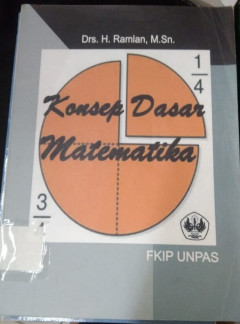 Drs. H. Ramlan, M.Sn.
1
4
Konsep Dasar
Matematika
3
FKIP UNPAS